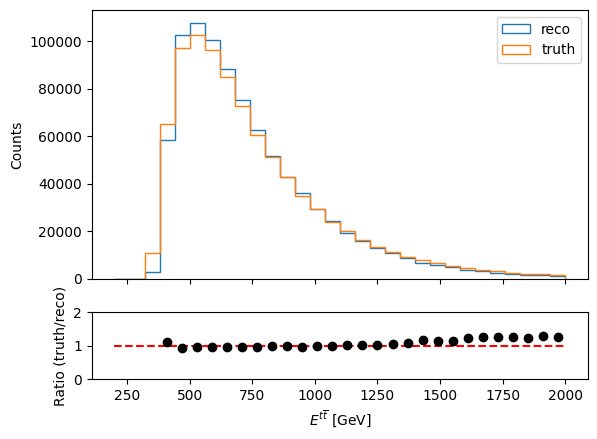 reco
truth
100000
80000
60000
40000
20000
0
Counts
2
1
0
Ratio (truth/reco)
250 500 750 1000 1250 1500 1750 2000
$E^{t\overline{t}}$ [GeV]